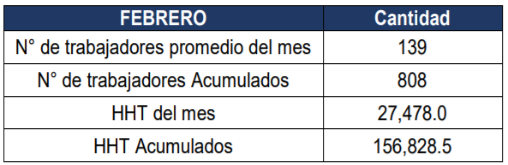 FEBRERO Cantidad
N° de trabajadores promedio del mes 139
N° de trabajadores Acumulados 808
HHT del mes 27,478.0
HHT Acumulados 156,828.5